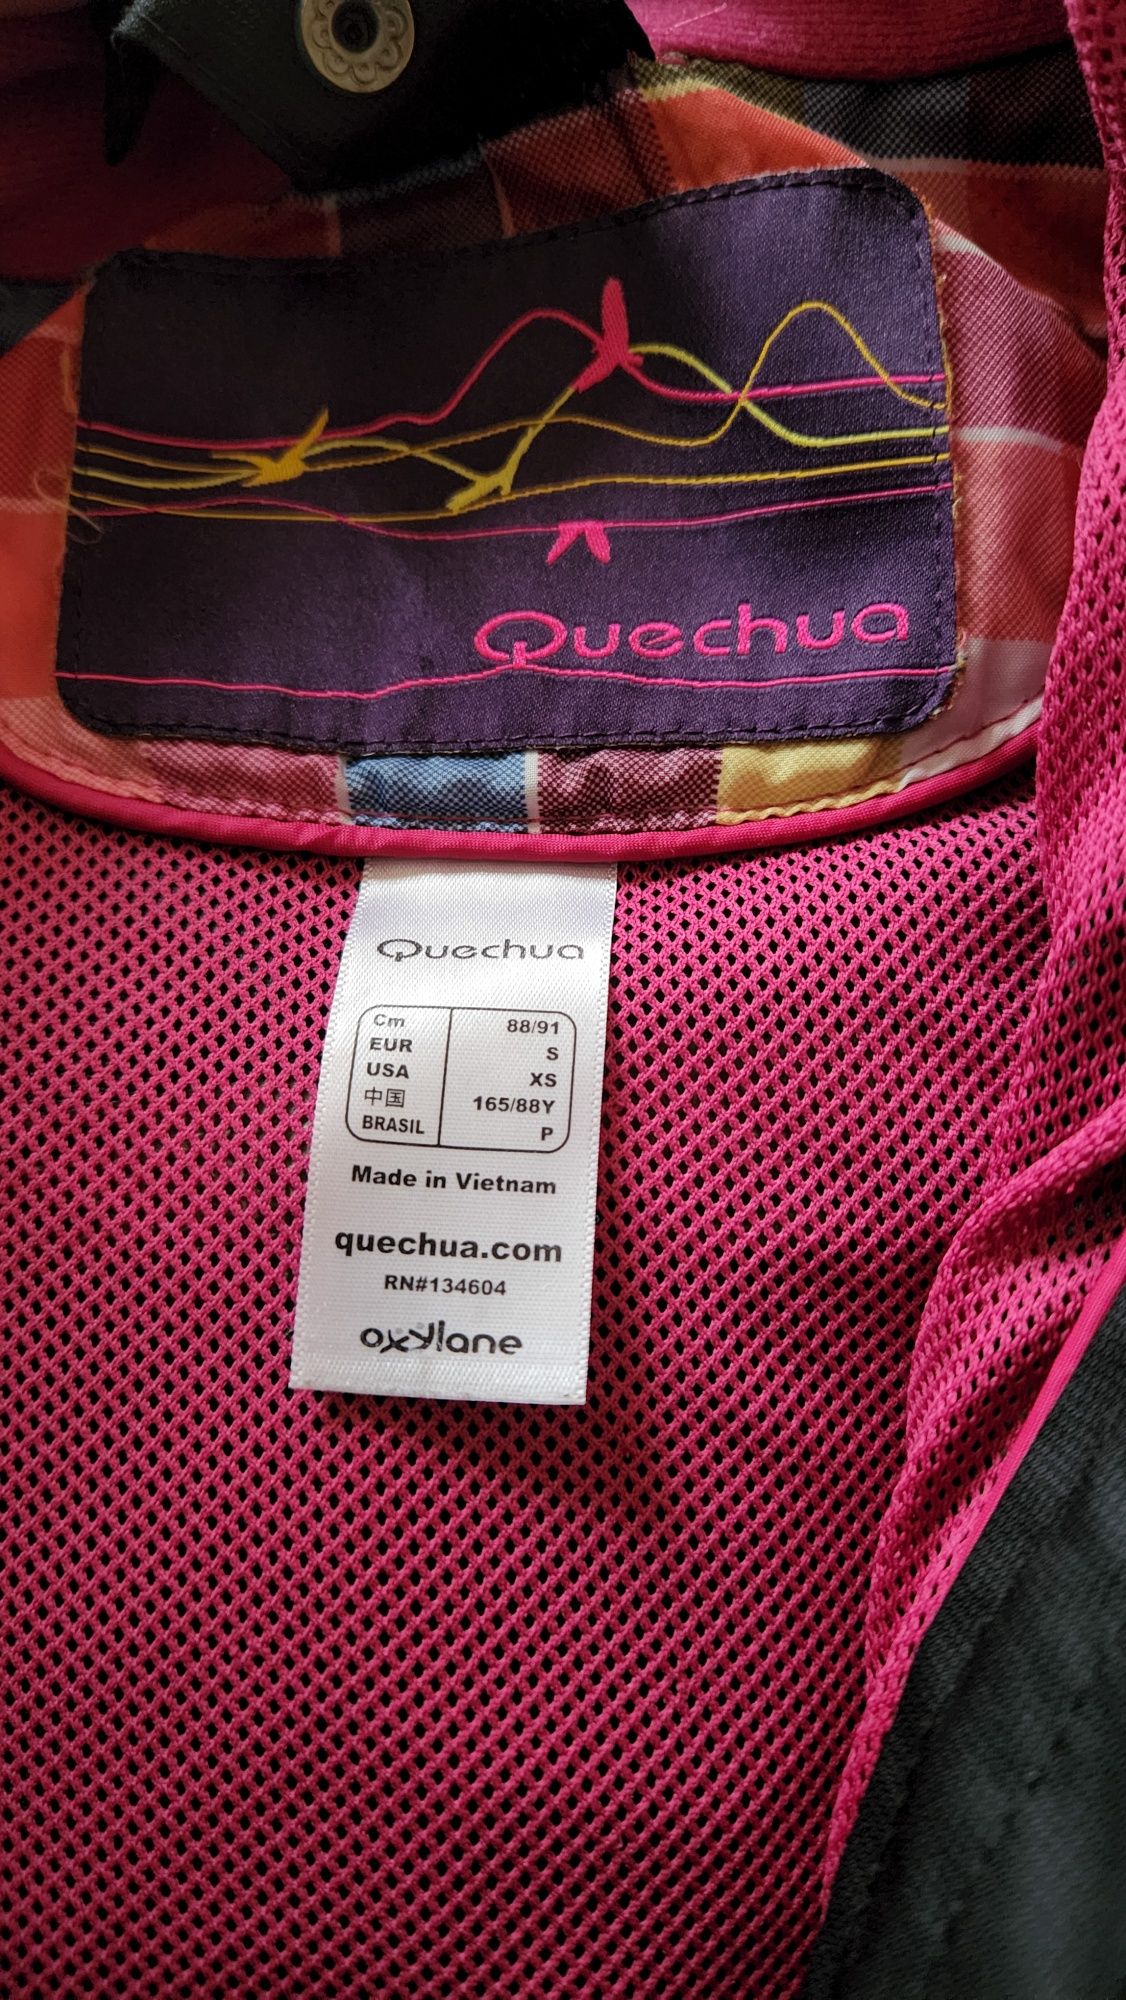 Quechua
Quechua
Cm 88/91
EUR S
USA XS
中国 165/88Y
BRASIL P
Made in Vietnam
quechua.com
RN#134604
oxylane